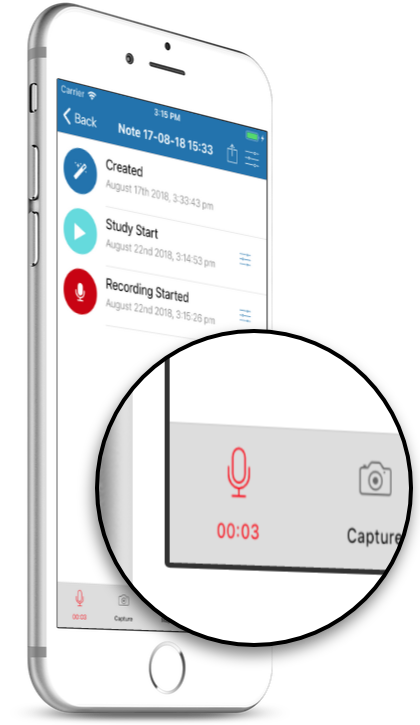 Carrier
3:15 PM
Back
Note 17-08-18 15:33
Created
August 17th 2018, 3:33:43 pm
Study Start
August 22nd 2018, 3:14:53 pm
Recording Started
August 22nd 2018, 3:15:26 pm
00:03
Capture
00:03
Capture